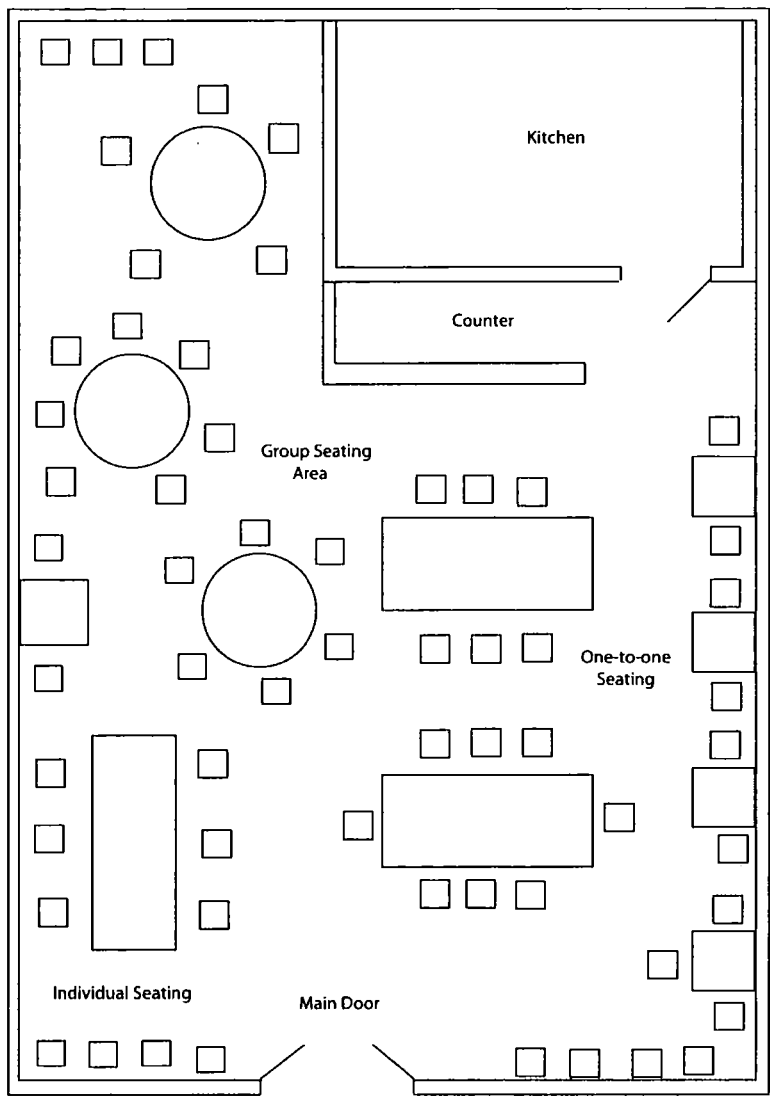 Kitchen
Counter
Group Seating
Area
One-to-one
Seating
Individual Seating
Main Door